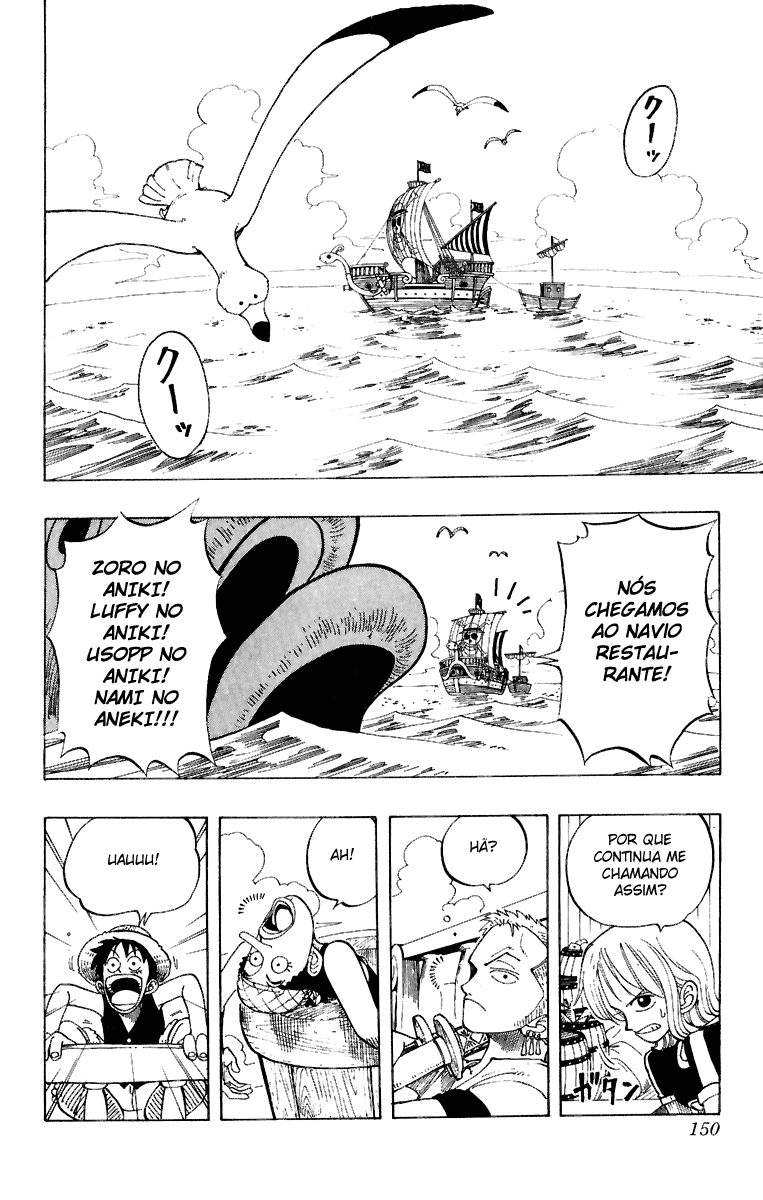 クーッ
クーッ
NÓS
CHEGAMOS
AO NAVIO
RESTAU-
RANTE!
ZORO NO
ANIKI!
LUFFY NO
ANIKI!
USOPP NO
ANIKI!
NAMI NO
ANEKI!!!
POR QUE
CONTINUA ME
CHAMANDO
ASSIM?
ガタン
HÃ?
AH!
UAUUU!
150